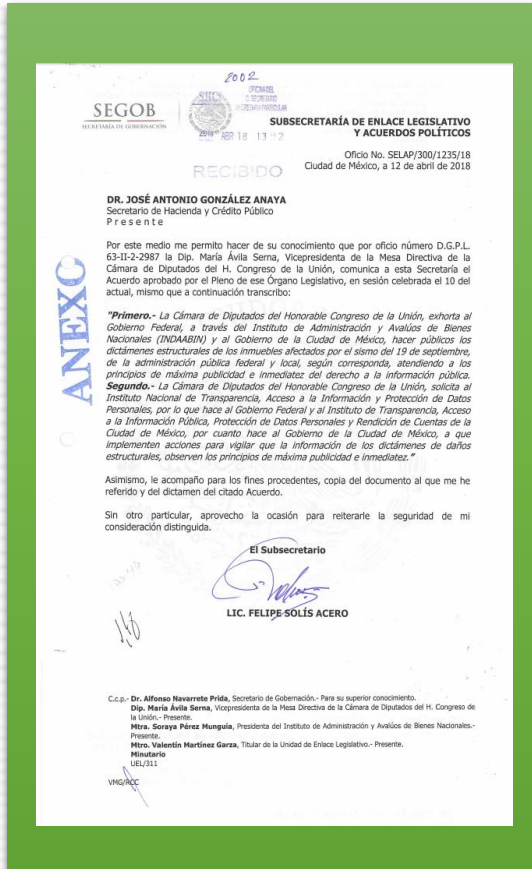 2002
SHCP
OFICINA DEL
C. SECRETARIO
SECRETARIA PARTICULAR
SEGOB
SECRETARÍA DE GOBERNACIÓN
2018 ABR 18 13 12
SUBSECRETARÍA DE ENLACE LEGISLATIVO
Y ACUERDOS POLÍTICOS
RECIBIDO
Oficio No. SELAP/300/1235/18
Ciudad de México, a 12 de abril de 2018
DR. JOSÉ ANTONIO GONZÁLEZ ANAYA
Secretario de Hacienda y Crédito Público
P r e s e n t e
Por este medio me permito hacer de su conocimiento que por oficio número D.G.P.L.
63-II-2-2987 la Dip. María Ávila Serna, Vicepresidenta de la Mesa Directiva de la
Cámara de Diputados del H. Congreso de la Unión, comunica a esta Secretaría el
Acuerdo aprobado por el Pleno de ese Órgano Legislativo, en sesión celebrada el 10 del
actual, mismo que a continuación transcribo:
ANEXO
"Primero.- La Cámara de Diputados del Honorable Congreso de la Unión, exhorta al
Gobierno Federal, a través del Instituto de Administración y Avalúos de Bienes
Nacionales (INDAABIN) y al Gobierno de la Ciudad de México, hacer públicos los
dictámenes estructurales de los inmuebles afectados por el sismo del 19 de septiembre,
de la administración pública federal y local, según corresponda, atendiendo a los
principios de máxima publicidad e inmediatez del derecho a la información pública.
Segundo.- La Cámara de Diputados del Honorable Congreso de la Unión, solicita al
Instituto Nacional de Transparencia, Acceso a la Información y Protección de Datos
Personales, por lo que hace al Gobierno Federal y al Instituto de Transparencia, Acceso
a la Información Pública, Protección de Datos Personales y Rendición de Cuentas de la
Ciudad de México, por cuanto hace al Gobierno de la Ciudad de México, a que
implementen acciones para vigilar que la información de los dictámenes de daños
estructurales, observen los principios de máxima publicidad e inmediatez."
Asimismo, le acompaño para los fines procedentes, copia del documento al que me he
referido y del dictamen del citado Acuerdo.
Sin otro particular, aprovecho la ocasión para reiterarle la seguridad de mi
consideración distinguida.
El Subsecretario
LIC. FELIPE SOLÍS ACERO
C.c.p.- Dr. Alfonso Navarrete Prida, Secretario de Gobernación.- Para su superior conocimiento.
Dip. María Ávila Serna, Vicepresidenta de la Mesa Directiva de la Cámara de Diputados del H. Congreso de
la Unión.- Presente.
Mtra. Soraya Pérez Munguía, Presidenta del Instituto de Administración y Avalúos de Bienes Nacionales.-
Presente.
Mtro. Valentín Martínez Garza, Titular de la Unidad de Enlace Legislativo.- Presente.
Minutario
UEL/311
VMG/RCC